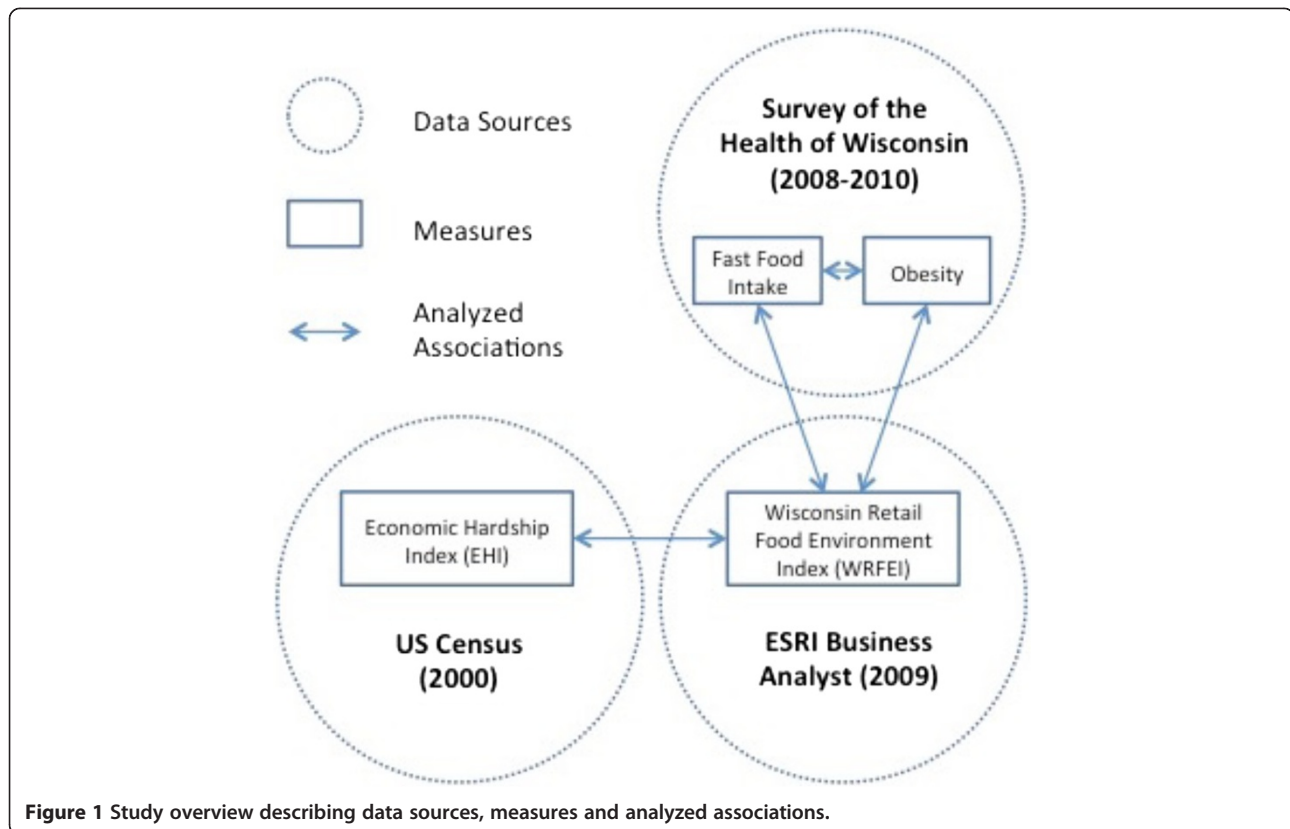 Data Sources
Measures
Analyzed
Associations
Survey of the
Health of Wisconsin
(2008-2010)
Fast Food
Intake
Obesity
Economic Hardship
Index (EHI)
US Census
(2000)
Wisconsin Retail
Food Environment
Index (WRFEI)
ESRI Business
Analyst (2009)
Figure 1 Study overview describing data sources, measures and analyzed associations.